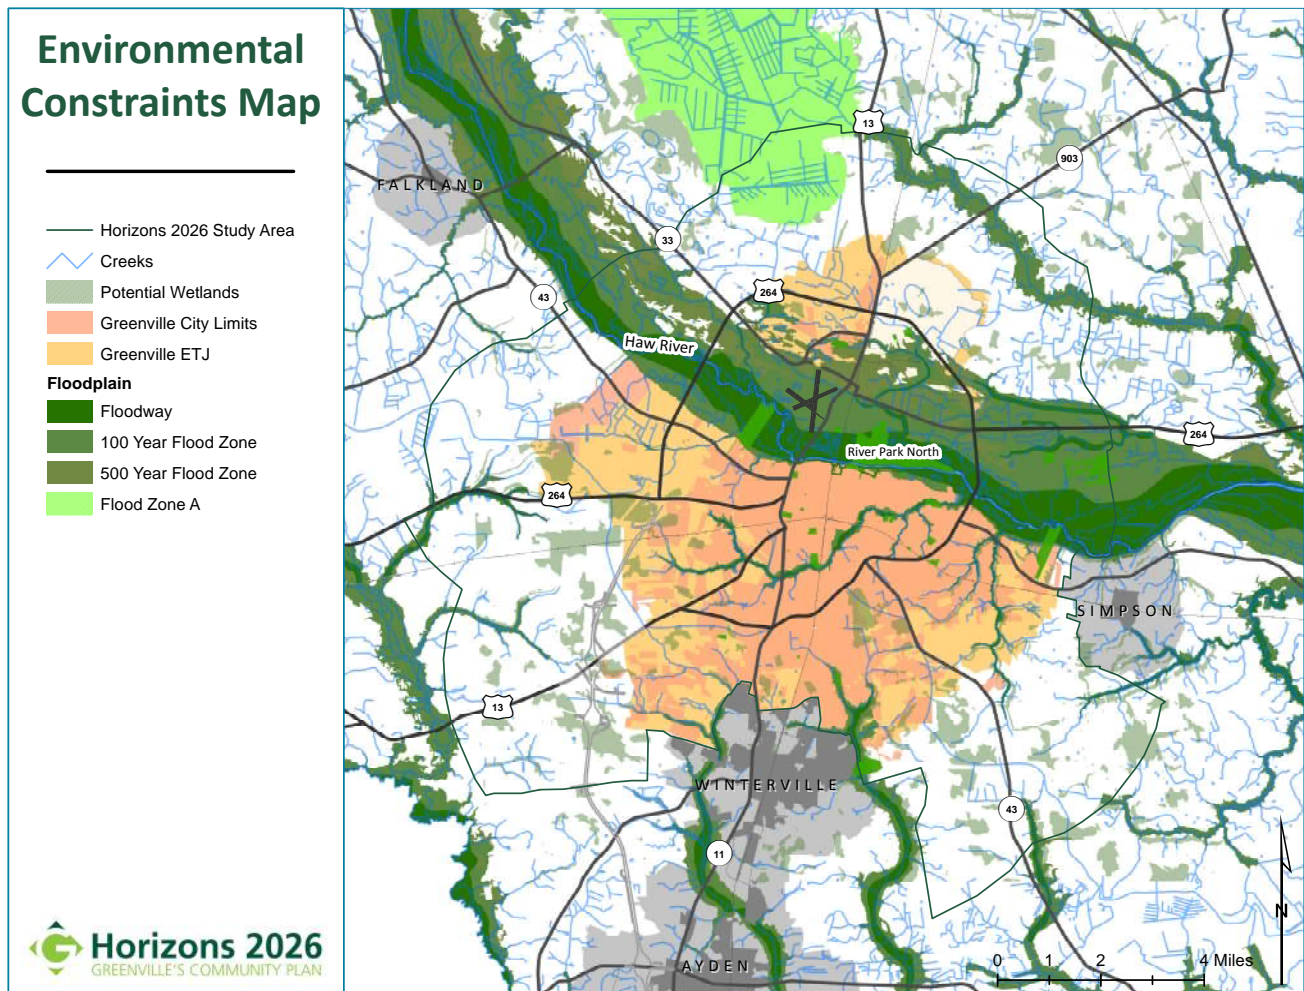 Environmental
Constraints Map
Horizons 2026 Study Area
Creeks
Potential Wetlands
Greenville City Limits
Greenville ETJ
Floodplain
Floodway
100 Year Flood Zone
500 Year Flood Zone
Flood Zone A
Horizons 2026
GREENVILLE'S COMMUNITY PLAN
13
903
FALKLAND
33
264
43
Haw River
264
River Park North
264
SIMPSON
13
WINTERVILLE
43
11
AYDEN
N
0 1 2 4 Miles